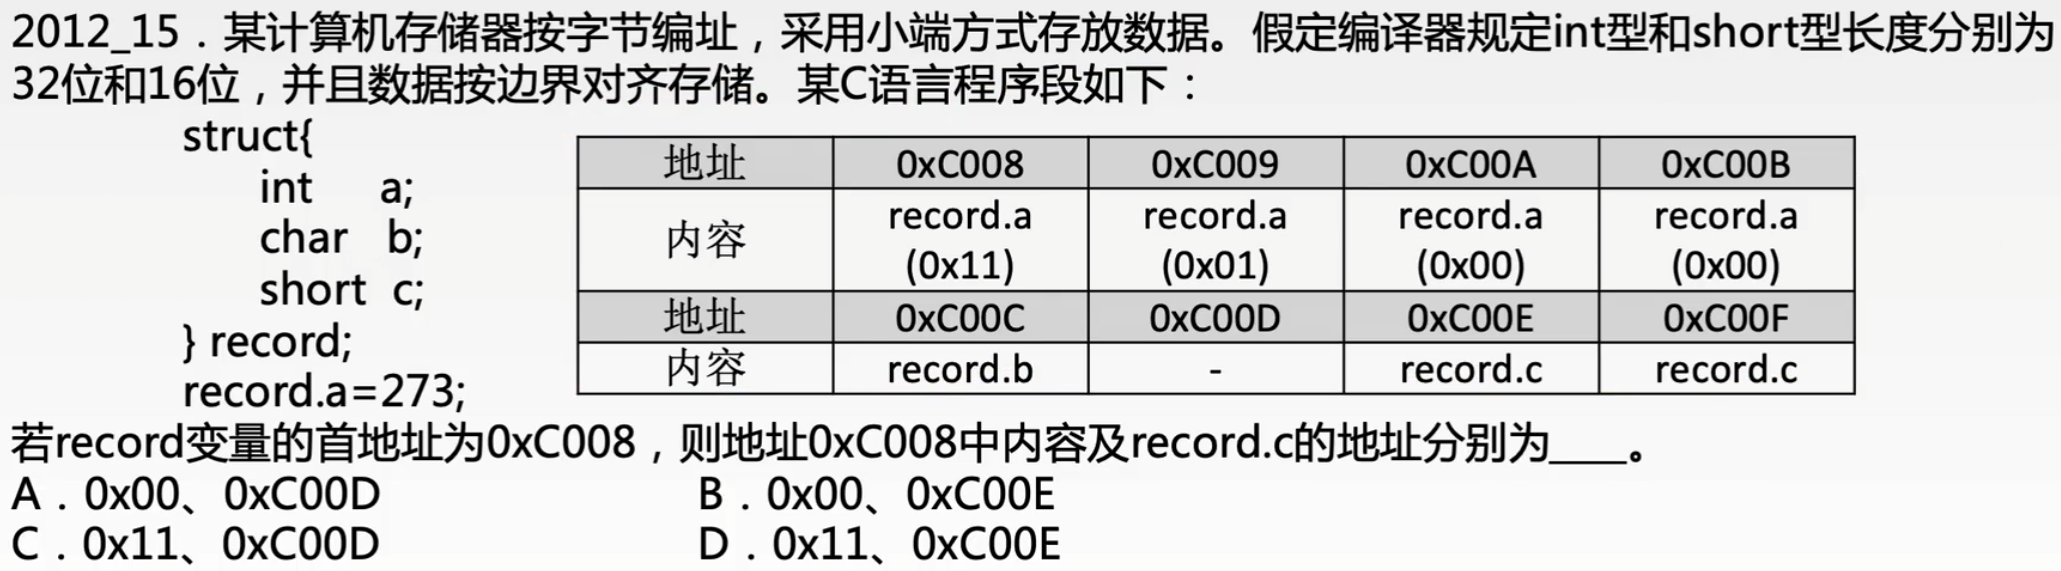 2012_15．某计算机存储器按字节编址，采用小端方式存放数据。假定编译器规定int型和short型长度分别为
32位和16位，并且数据按边界对齐存储。某C语言程序段如下：
struct{
int a;
char b;
short c;
} record;
record.a=273;
地址 0xC008 0xC009 0xC00A 0xC00B
内容 record.a (0x11) record.a (0x01) record.a (0x00) record.a (0x00)
地址 0xC00C 0xC00D 0xC00E 0xC00F
内容 record.b - record.c record.c
若record变量的首地址为0xC008，则地址0xC008中内容及record.c的地址分别为____。
A．0x00、0xC00D B．0x00、0xC00E
C．0x11、0xC00D D．0x11、0xC00E